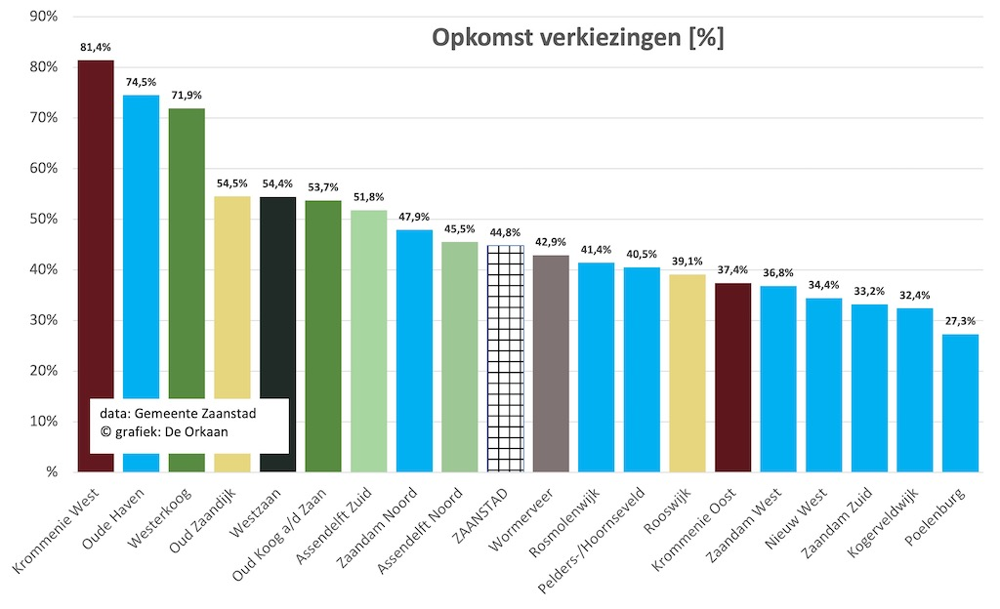 Opkomst verkiezingen [%]
90%
80%
70%
60%
50%
40%
30%
20%
10%
%
81,4%
74,5%
71,9%
54,5%
54,4%
53,7%
51,8%
47,9%
45,5%
44,8%
42,9%
41,4%
40,5%
39,1%
37,4%
36,8%
34,4%
33,2%
32,4%
27,3%
data: Gemeente Zaanstad
© grafiek: De Orkaan
Krommenie West
Oude Haven
Westerkoog
Oud Zaandijk
Westzaan
Oud Koog a/d Zaan
Assendelft Zuid
Zaandam Noord
Assendelft Noord
ZAANSTAD
Wormerveer
Rosmolenwijk
Pelders-/Hoornseveld
Rooswijk
Krommenie Oost
Zaandam West
Nieuw West
Zaandam Zuid
Kogerveldwijk
Poelenburg